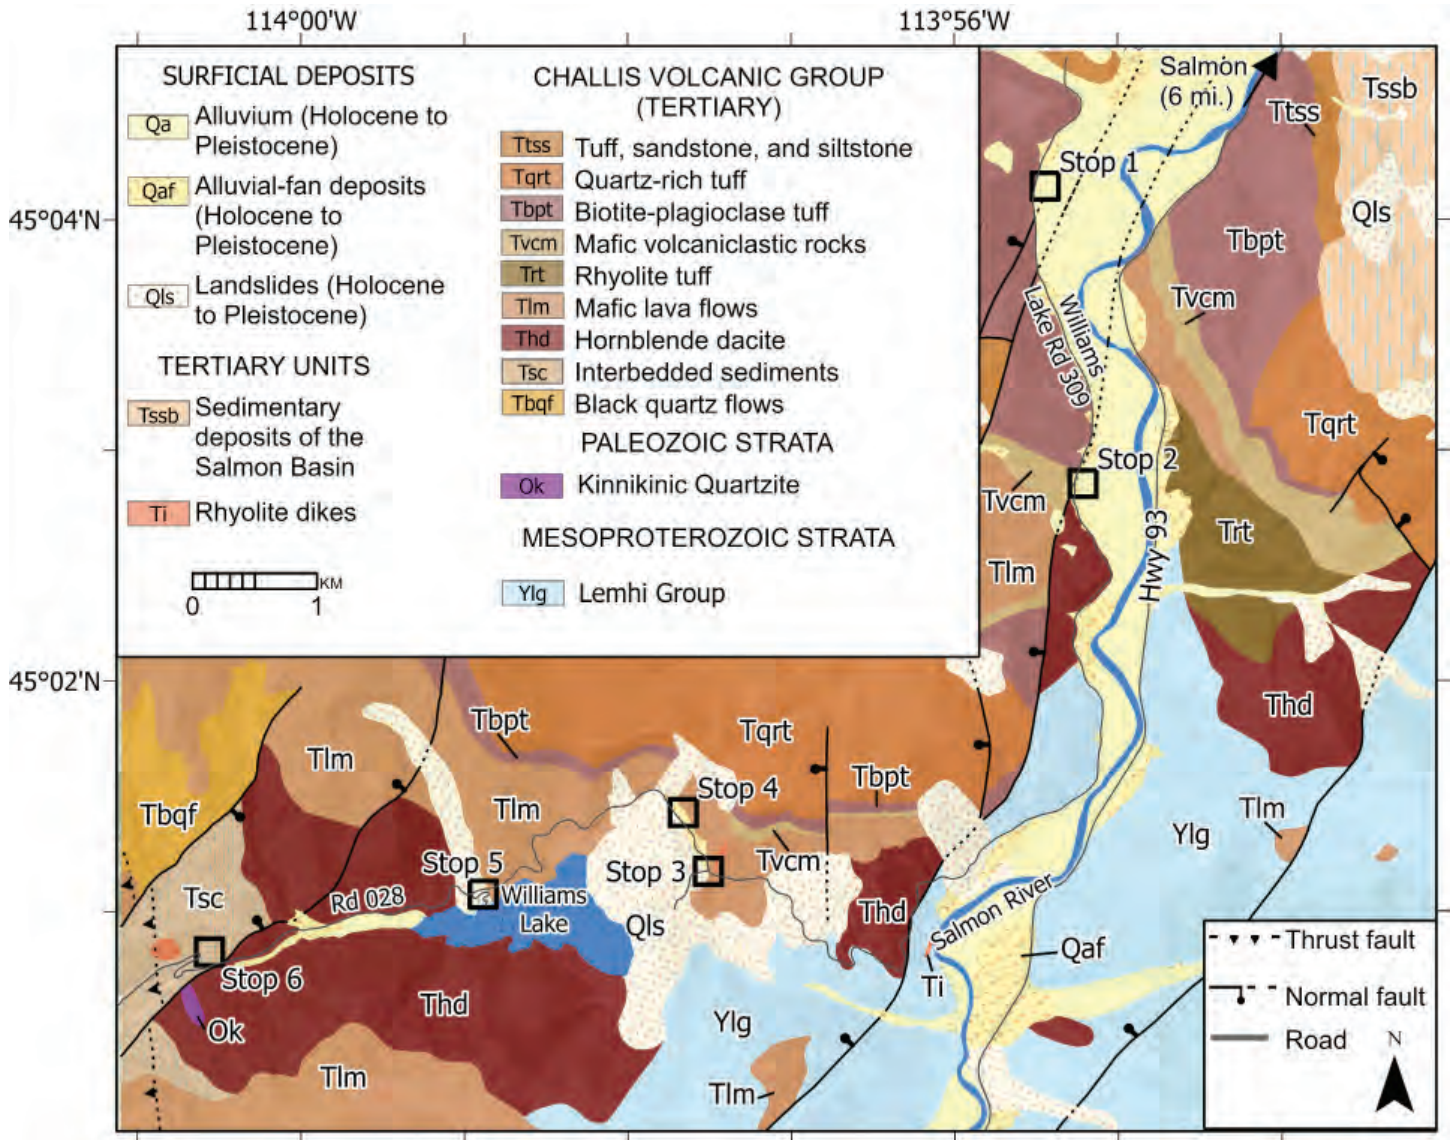 114°00'W
113°56'W
45°04'N
45°02'N
SURFICIAL DEPOSITS
Qa Alluvium (Holocene to
Pleistocene)
Qaf Alluvial-fan deposits
(Holocene to
Pleistocene)
Qls Landslides (Holocene
to Pleistocene)
TERTIARY UNITS
Tssb Sedimentary
deposits of the
Salmon Basin
Ti Rhyolite dikes
KM
0 1
CHALLIS VOLCANIC GROUP
(TERTIARY)
Ttss Tuff, sandstone, and siltstone
Tqrt Quartz-rich tuff
Tbpt Biotite-plagioclase tuff
Tvcm Mafic volcaniclastic rocks
Trt Rhyolite tuff
Tlm Mafic lava flows
Thd Hornblende dacite
Tsc Interbedded sediments
Tbqf Black quartz flows
PALEOZOIC STRATA
Ok Kinnikinic Quartzite
MESOPROTEROZOIC STRATA
Ylg Lemhi Group
Salmon
(6 mi.)
Ttss
Tssb
Stop 1
Qls
Tbpt
Tvcm
Williams
Lake Rd 309
Tqrt
Stop 2
Tvcm
Trt
Tlm
Hwy 93
Thd
Tbpt
Tqrt
Tlm
Tbpt
Stop 4
Tlm
Tlm
Tbqf
Ylg
Tvcm
Stop 5
Stop 3
Williams
Lake
Rd 028
Tsc
Thd
Qls
Salmon River
Qaf
Stop 6
Ti
Thd
Ylg
Ok
Tlm
Tlm
Thrust fault
Normal fault
Road
N